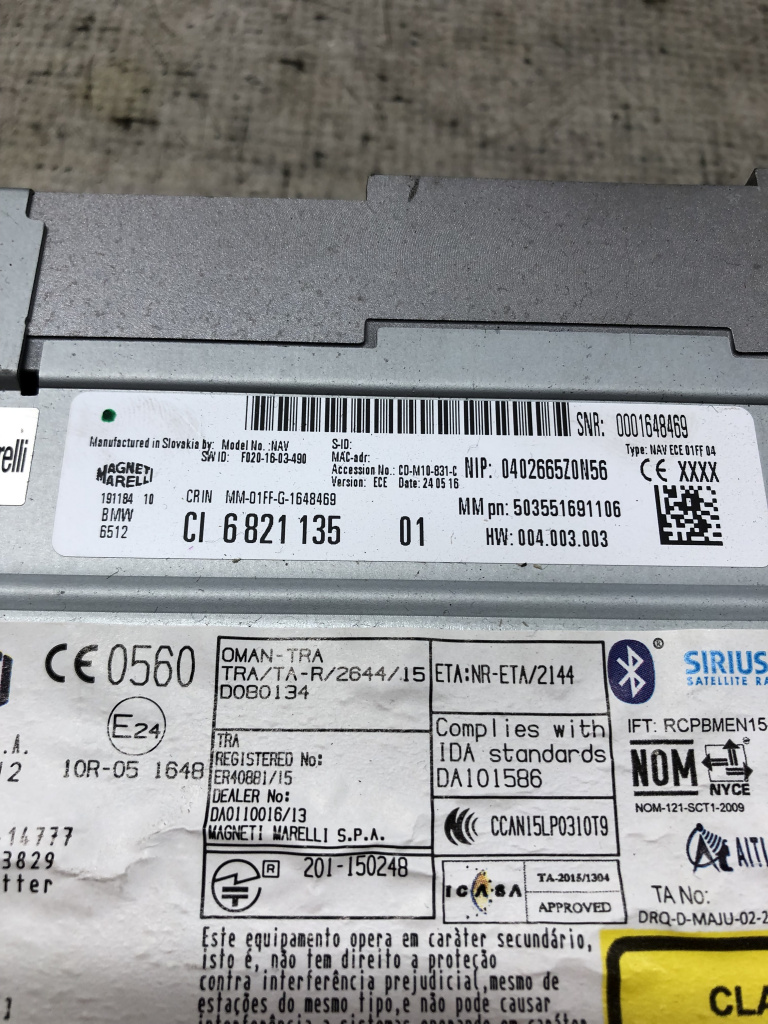 relli
SNR: 0001648469
Manufactured in Slovakia by: Model No.:NAV S-ID:
SW ID: F020-16-03-490 MAC-adr:
Type: NAV ECE 01FF 04
Accession No.: CD-M10-831-C
NIP: 0402665Z0N56
CE XXXX
Version: ECE Date: 24 05 16
MAGNETI
MARELLI
191184 10
CRIN MM-01FF-G-1648469
MM pn: 503551691106
BMW
6512
CI 6 821 135 01
HW: 004.003.003
CE 0560
E24
10R-05 1648
.A.
12
14777
3829
tter
OMAN-TRA
TRA/TA-R/2644/15
D080134
TRA
REGISTERED No:
ER40881/15
DEALER No:
DA0110016/13
MAGNETI MARELLI S.P.A.
R 201-150248
ETA:NR-ETA/2144
Complies with
IDA standards
DA101586
CCAN15LP0310T9
ICASA
TA-2015/1304
APPROVED
®
SIRIUS
SATELLITE RA
IFT: RCPBMEN15
NOM
NYCE
NOM-121-SCT1-2009
TA No:
DRQ-D-MAJU-02-2
Este equipamento opera em caráter secundário,
isto é, não tem direito a proteção
contra interferência prejudicial,mesmo de
estações do mesmo tipo,e não pode causar
CLA